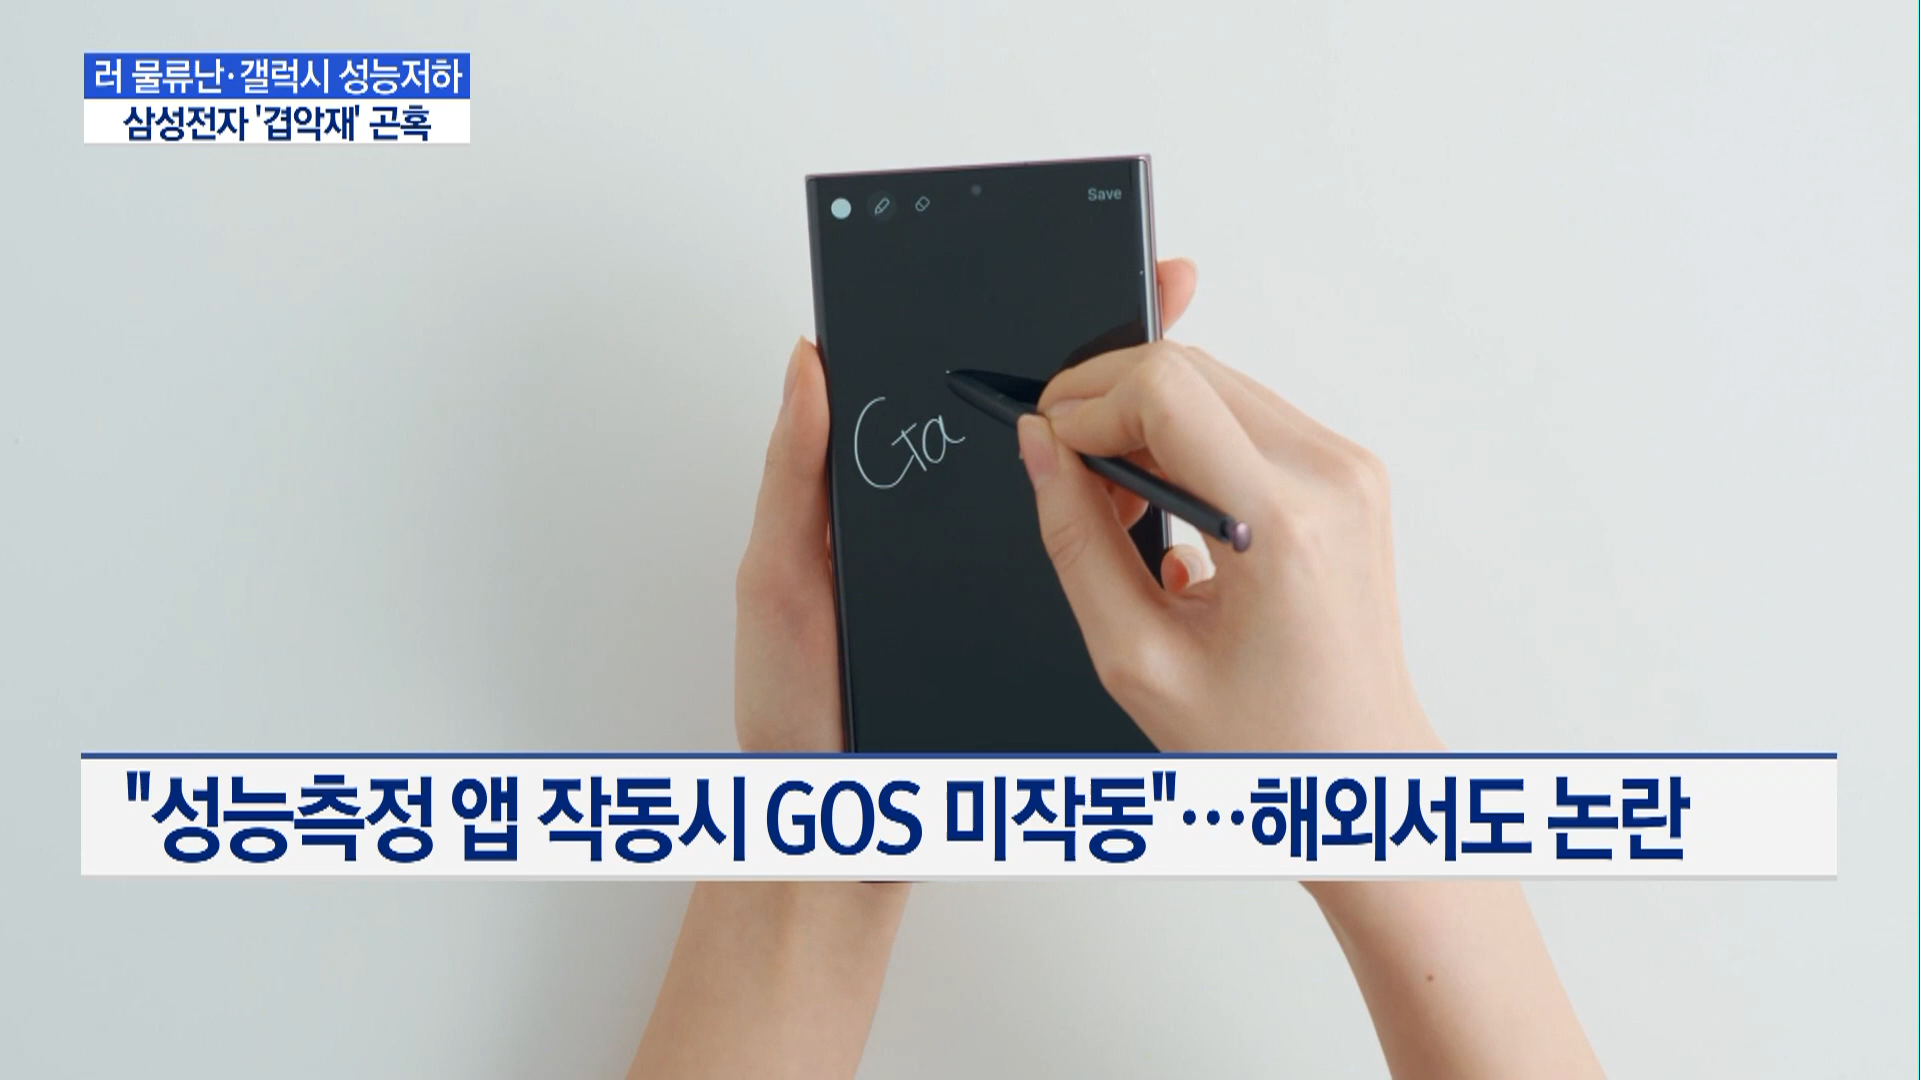 러 물류난·갤럭시 성능저하
삼성전자 '겹악재' 곤혹
Save
Ga
"성능측정 앱 작동시 GOS 미작동"…해외서도 논란